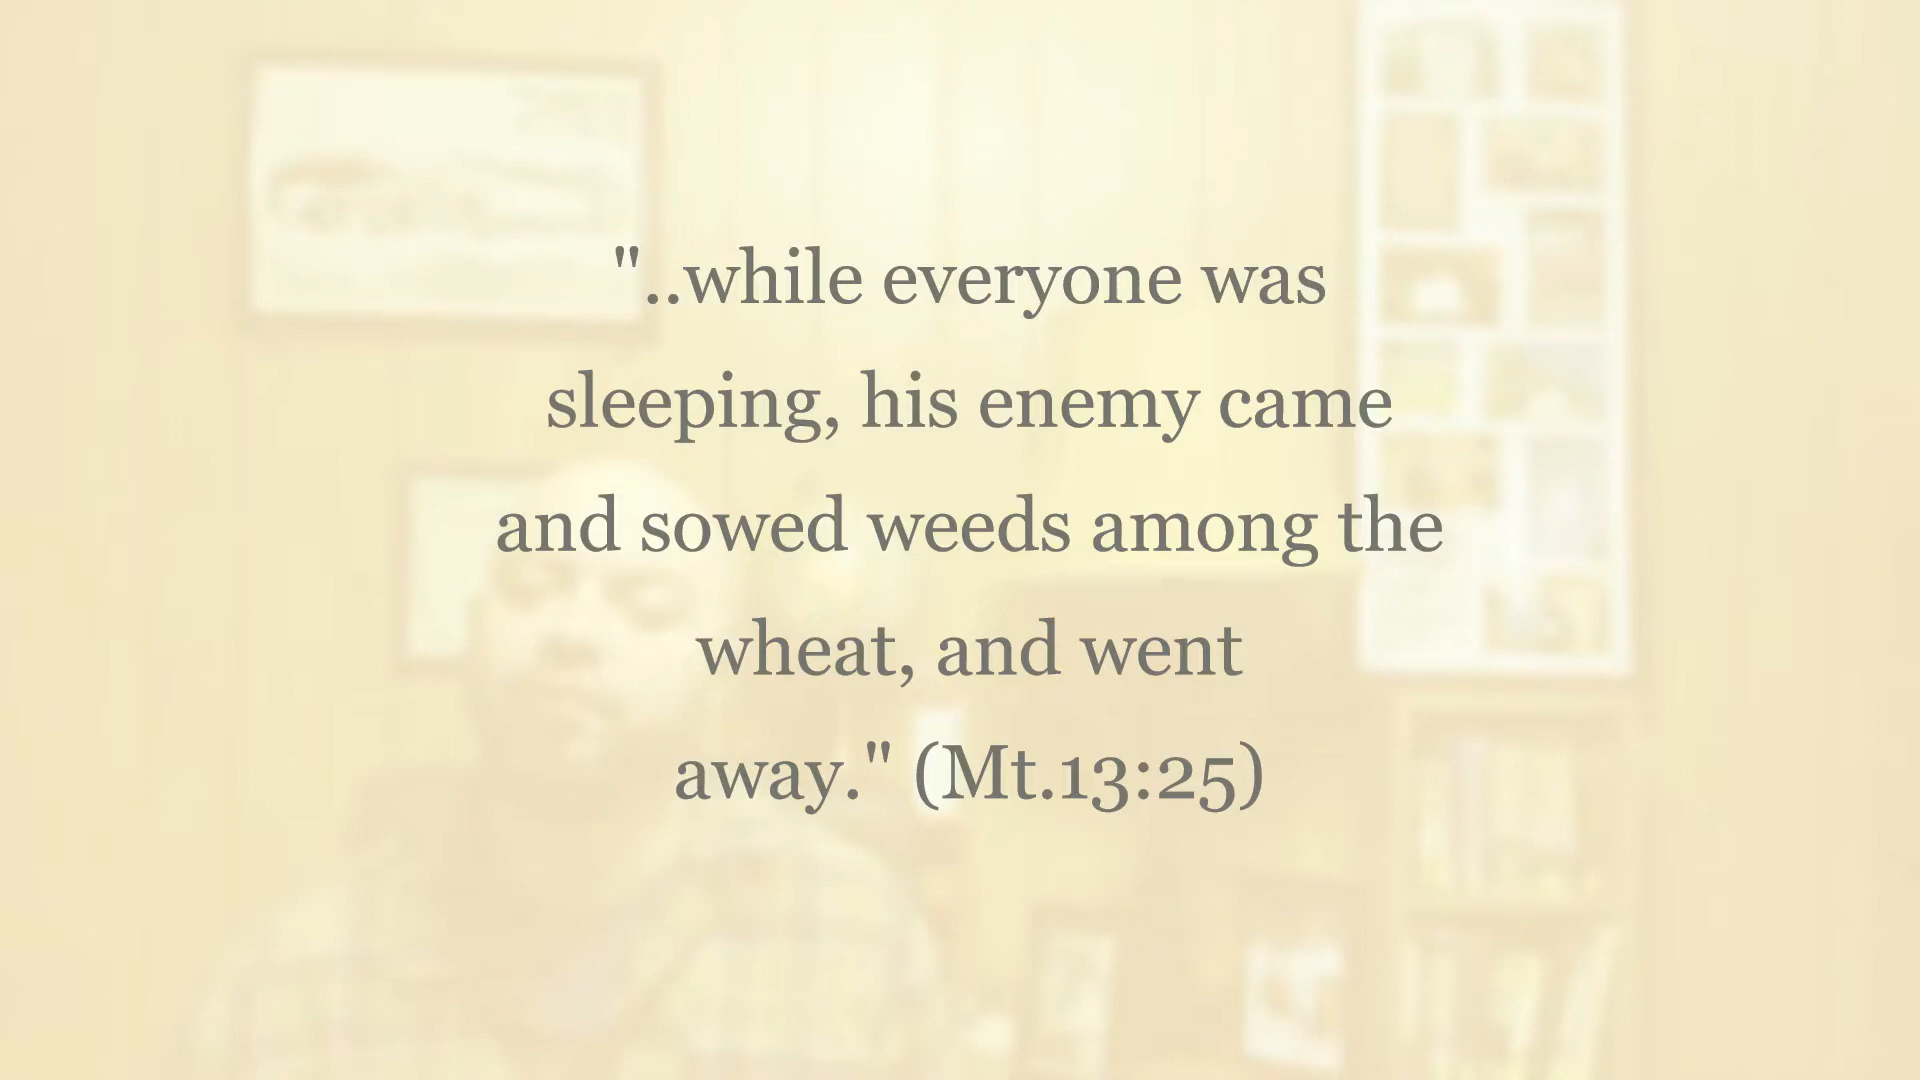 "..while everyone was
sleeping, his enemy came
and sowed weeds among the
wheat, and went
away." (Mt.13:25)